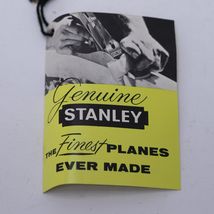 Genuine
STANLEY
THE Finest PLANES
EVER MADE